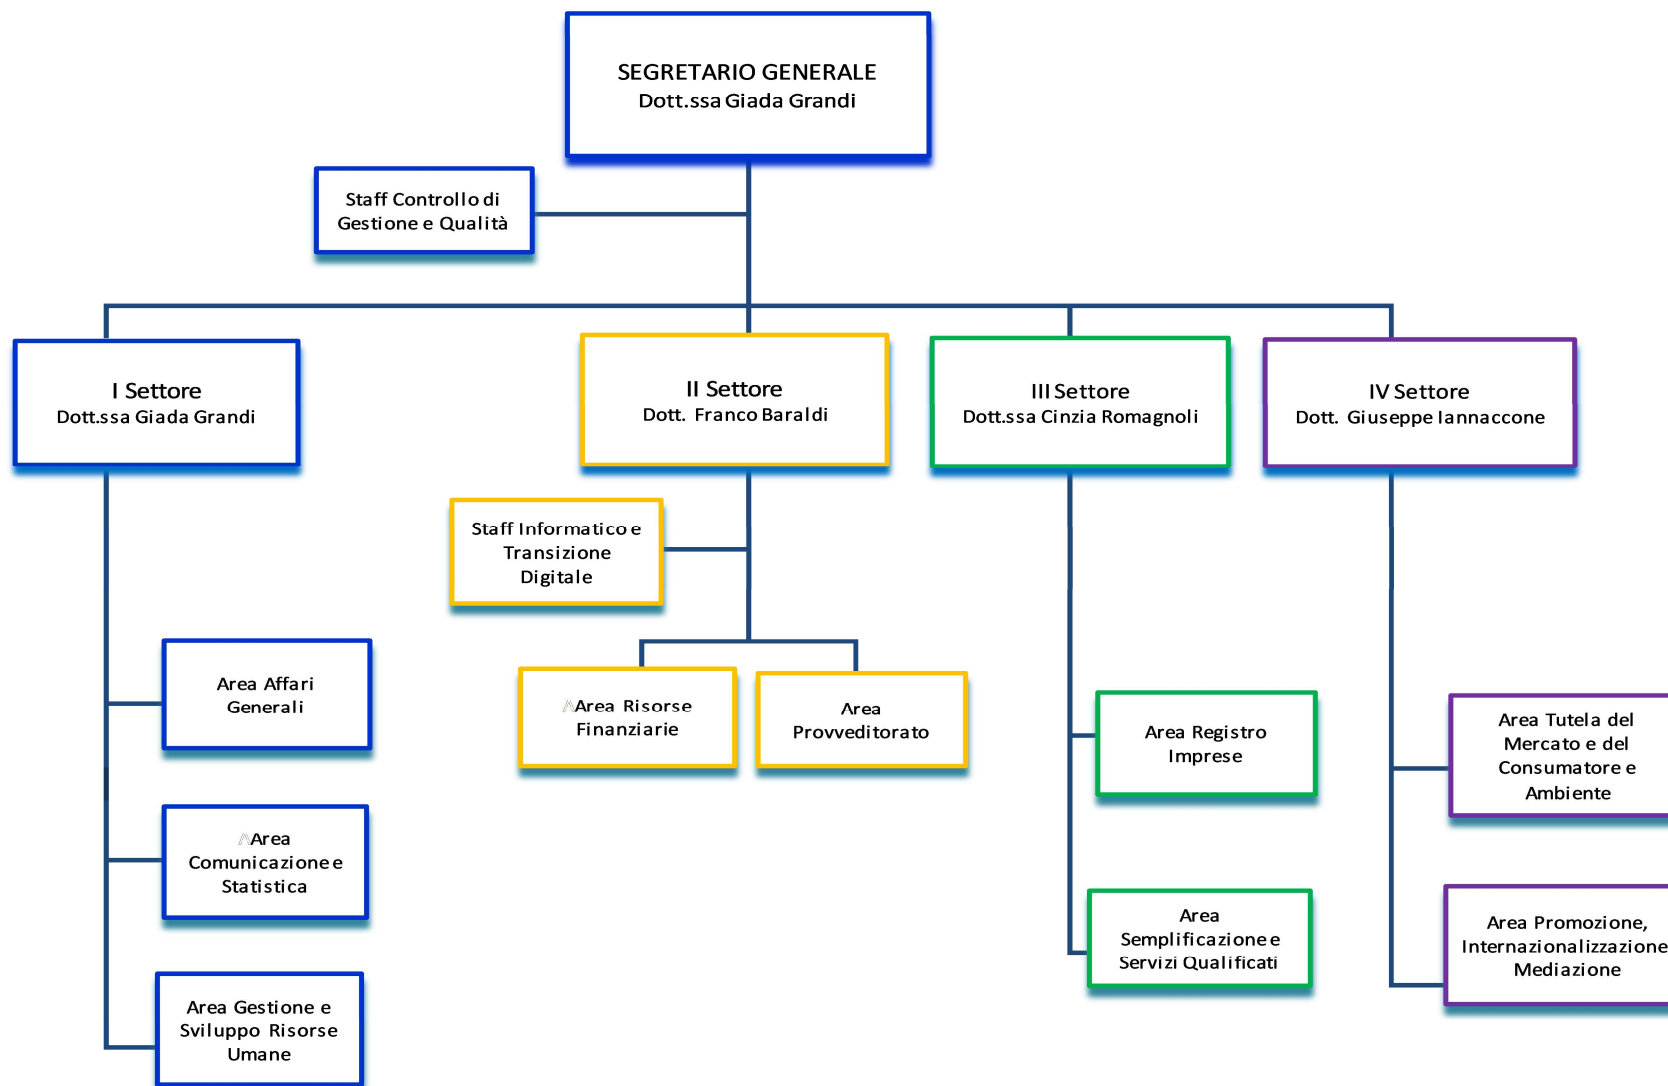 SEGRETARIO GENERALE
Dott.ssa Giada Grandi
Staff Controllo di
Gestione e Qualità
I Settore
Dott.ssa Giada Grandi
II Settore
Dott. Franco Baraldi
III Settore
Dott.ssa Cinzia Romagnoli
IV Settore
Dott. Giuseppe Iannaccone
Staff Informatico e
Transizione
Digitale
Area Affari
Generali
Area
Comunicazione e
Statistica
Area Gestione e
Sviluppo Risorse
Umane
Area Risorse
Finanziarie
Area
Provveditorato
Area Registro
Imprese
Area
Semplificazione e
Servizi Qualificati
Area Tutela del
Mercato e del
Consumatore e
Ambiente
Area Promozione,
Internazionalizzazione
Mediazione